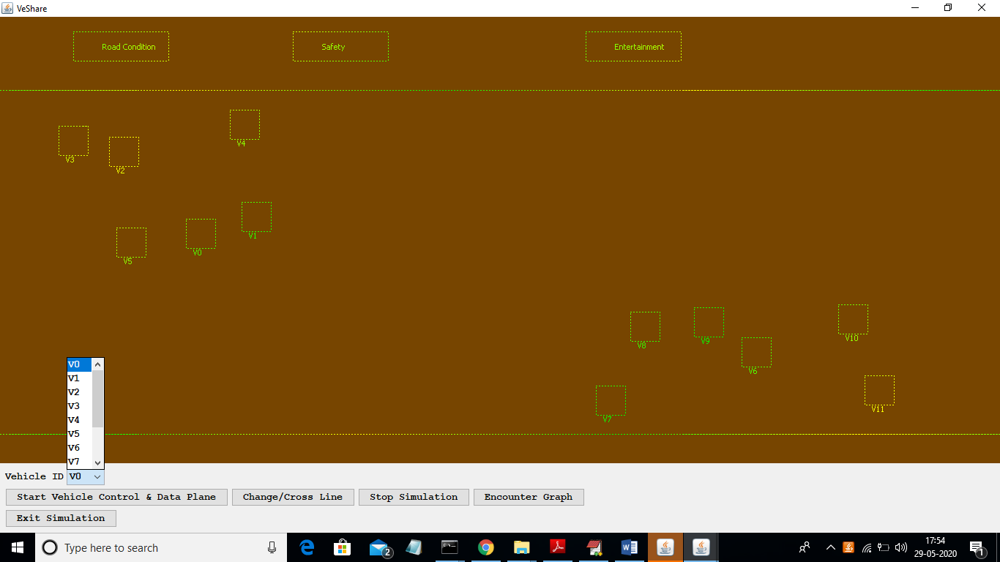 VeShare
Road Condition Safety Entertainment
V4
V3
V2
V1
V0
V5
V10
V8 V9
V6
V11
V7
V0
V1
V2
V3
V4
V5
V6
V7
Vehicle ID V0
Start Vehicle Control & Data Plane Change/Cross Line Stop Simulation Encounter Graph
Exit Simulation
Type here to search 2 17:54
29-05-2020 1